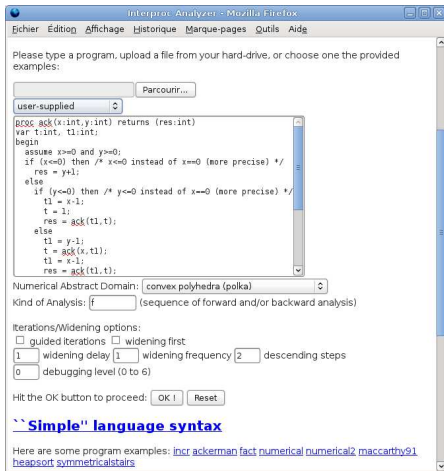 Interproc Analyzer - Mozilla Firefox
Fichier Édition Affichage Historique Marque-pages Outils Aide
Please type a program, upload a file from your hard-drive, or choose one the provided
examples:
Parcourir...
user-supplied
proc ack(x:int,y:int) returns (res:int)
var t:int, t1:int;
begin
assume x>=0 and y>=0;
if (x<=0) then /* x<=0 instead of x==0 (more precise) */
res = y+1;
else
if (y<=0) then /* y<=0 instead of x==0 (more precise) */
t1 = x-1;
t = 1;
res = ack(t1,t);
else
t1 = y-1;
t = ack(x,t1);
t1 = x-1;
res = ack(t1,t);
Numerical Abstract Domain: convex polyhedra (polka)
Kind of Analysis: f (sequence of forward and/or backward analysis)
Iterations/Widening options:
guided iterations widening first
1 widening delay 1 widening frequency 2 descending steps
0 debugging level (0 to 6)
Hit the OK button to proceed: OK ! Reset
``Simple'' language syntax
Here are some program examples: incr ackerman fact numerical numerical2 maccarthy91
heapsort symmetricalstairs